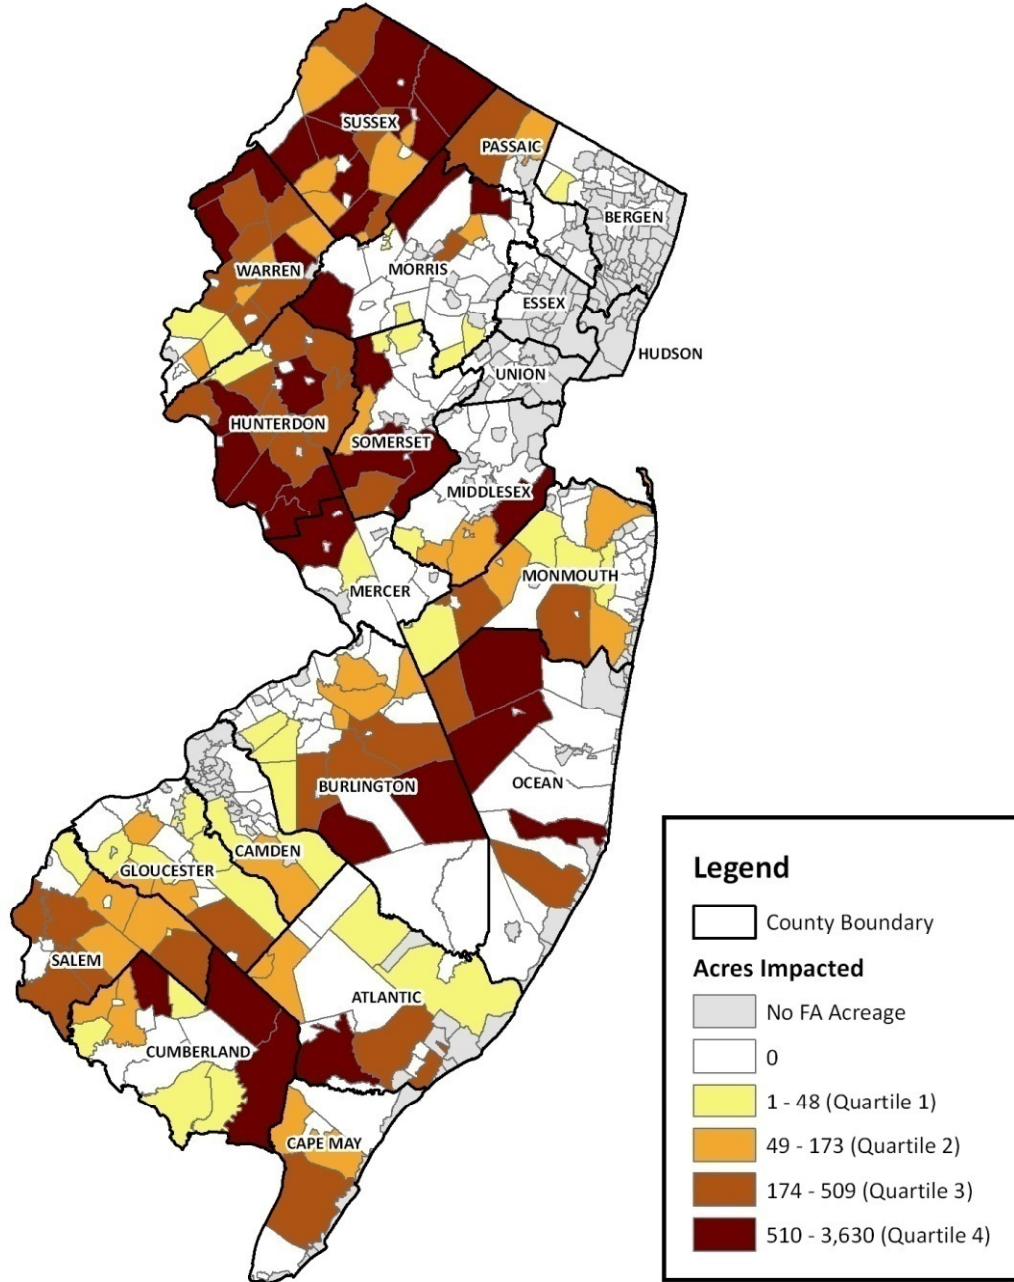 SUSSEX
PASSAIC
BERGEN
WARREN
MORRIS
ESSEX
HUDSON
UNION
HUNTERDON
SOMERSET
MIDDLESEX
MONMOUTH
MERCER
OCEAN
BURLINGTON
CAMDEN
GLOUCESTER
SALEM
ATLANTIC
CUMBERLAND
CAPE MAY
Legend
County Boundary
Acres Impacted
No FA Acreage
0
1 - 48 (Quartile 1)
49 - 173 (Quartile 2)
174 - 509 (Quartile 3)
510 - 3,630 (Quartile 4)